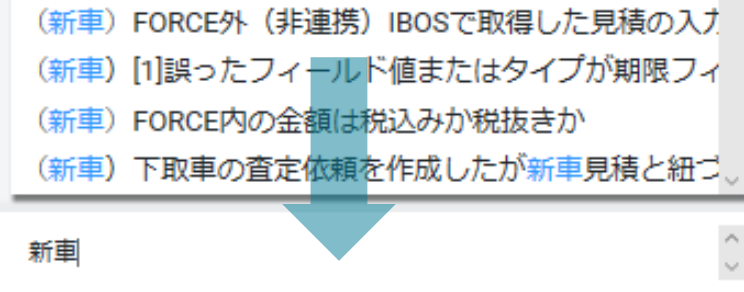 （新車）FORCE外（非連携）IBOSで取得した見積の入力
（新車）[1]誤ったフィールド値またはタイプが期限フィ
（新車）FORCE内の金額は税込みか税抜きか
（新車）下取車の査定依頼を作成したが新車見積と紐づ
新車